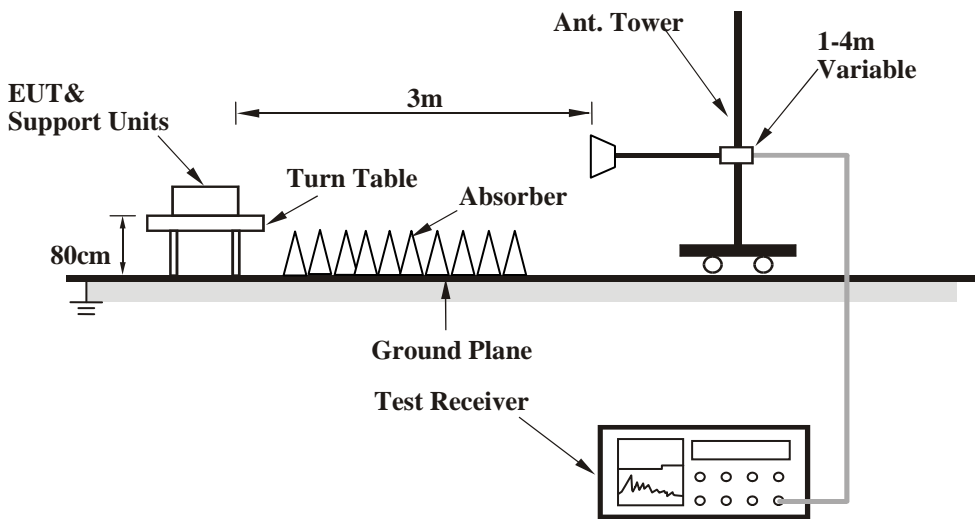 Ant. Tower
1-4m
Variable
EUT&
Support Units
3m
Turn Table
Absorber
80cm
Ground Plane
Test Receiver